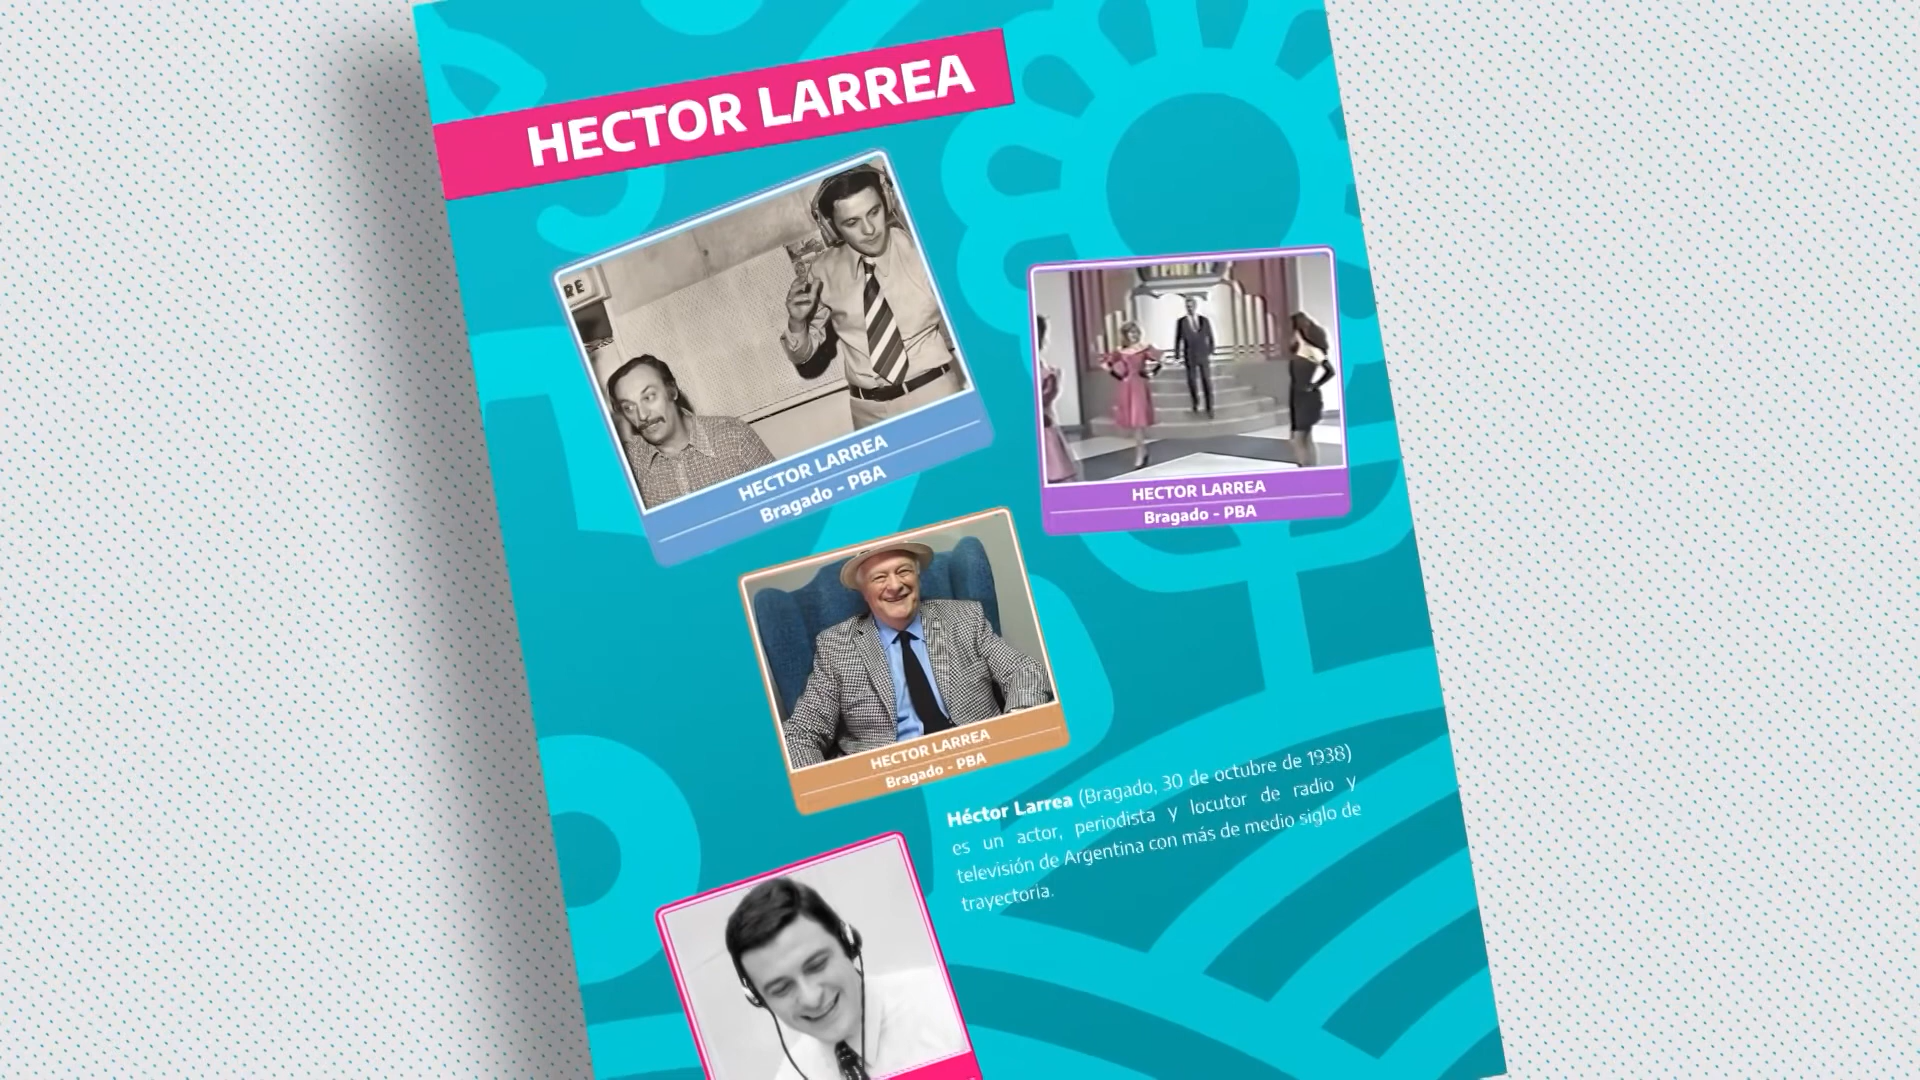 HECTOR LARREA
RE
HECTOR LARREA
Bragado - PBA
HECTOR LARREA
Bragado - PBA
HECTOR LARREA
Bragado - PBA
Héctor Larrea (Bragado, 30 de octubre de 1938)
es un actor, periodista y locutor de radio y
televisión de Argentina con más de medio siglo de
trayectoria.